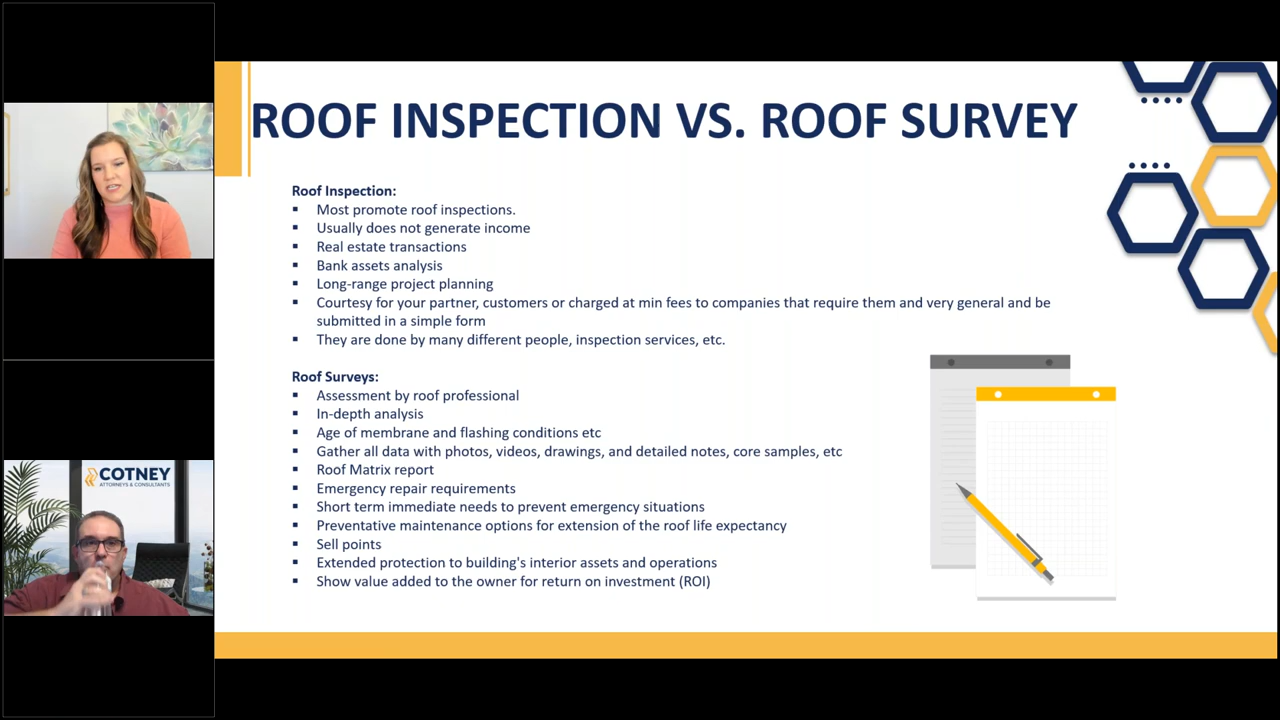 ROOF INSPECTION VS. ROOF SURVEY
Roof Inspection:
▪ Most promote roof inspections.
▪ Usually does not generate income
▪ Real estate transactions
▪ Bank assets analysis
▪ Long-range project planning
▪ Courtesy for your partner, customers or charged at min fees to companies that require them and very general and be
submitted in a simple form
▪ They are done by many different people, inspection services, etc.
Roof Surveys:
▪ Assessment by roof professional
▪ In-depth analysis
▪ Age of membrane and flashing conditions etc
▪ Gather all data with photos, videos, drawings, and detailed notes, core samples, etc
▪ Roof Matrix report
▪ Emergency repair requirements
▪ Short term immediate needs to prevent emergency situations
▪ Preventative maintenance options for extension of the roof life expectancy
▪ Sell points
▪ Extended protection to building's interior assets and operations
▪ Show value added to the owner for return on investment (ROI)
COTNEY
ATTORNEYS & CONSULTANTS